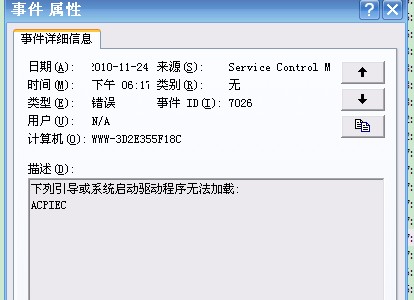 事件 属性
事件详细信息
日期(A): 2010-11-24 来源(S): Service Control M
时间(M): 下午 06:17 类别(R): 无
类型(E): 错误 事件 ID(I): 7026
用户(U): N/A
计算机(O): WWW-3D2E355F18C
描述(D):
下列引导或系统启动驱动程序无法加载:
ACPIEC